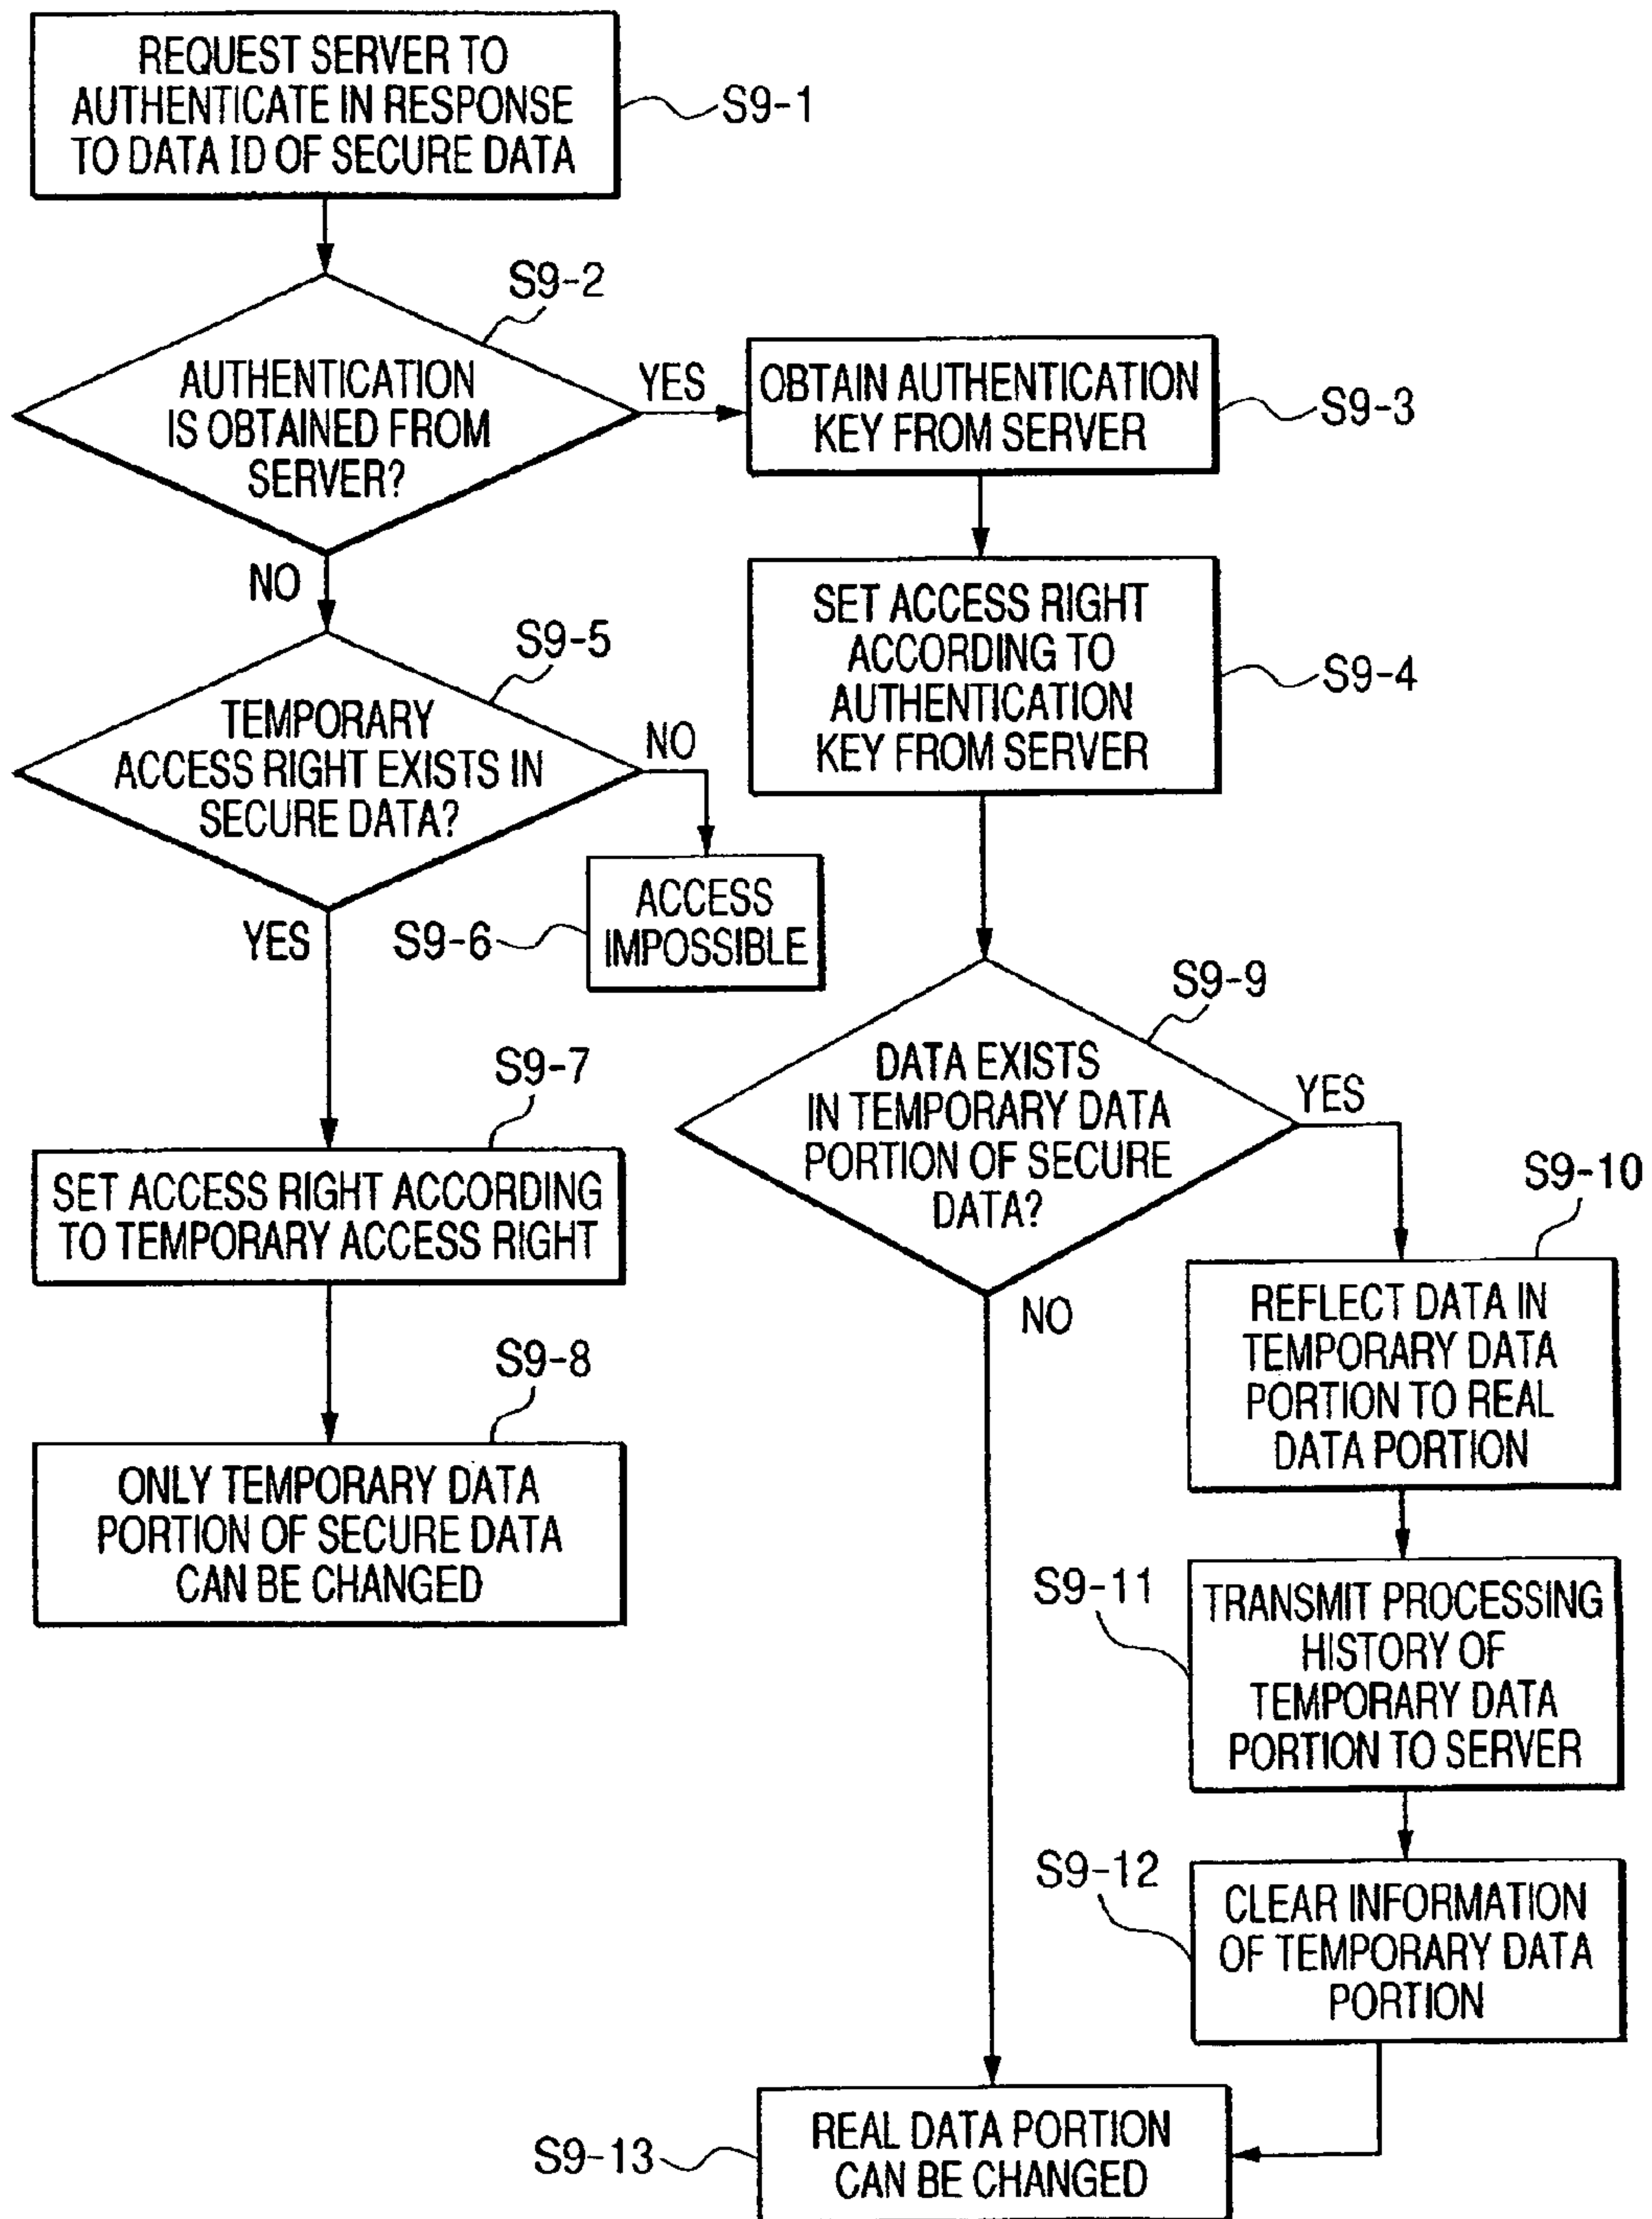 REQUEST SERVER TO
AUTHENTICATE IN RESPONSE
TO DATA ID OF SECURE DATA
S9-1
S9-2
AUTHENTICATION
IS OBTAINED FROM
SERVER?
YES
NO
OBTAIN AUTHENTICATION
KEY FROM SERVER
S9-3
SET ACCESS RIGHT
ACCORDING TO
AUTHENTICATION
KEY FROM SERVER
S9-4
S9-5
TEMPORARY
ACCESS RIGHT EXISTS IN
SECURE DATA?
NO
YES
S9-6
ACCESS
IMPOSSIBLE
S9-7
SET ACCESS RIGHT ACCORDING
TO TEMPORARY ACCESS RIGHT
S9-8
ONLY TEMPORARY DATA
PORTION OF SECURE DATA
CAN BE CHANGED
S9-9
DATA EXISTS
IN TEMPORARY DATA
PORTION OF SECURE
DATA?
YES
NO
S9-10
REFLECT DATA IN
TEMPORARY DATA
PORTION TO REAL
DATA PORTION
S9-11
TRANSMIT PROCESSING
HISTORY OF
TEMPORARY DATA
PORTION TO SERVER
S9-12
CLEAR INFORMATION
OF TEMPORARY DATA
PORTION
S9-13
REAL DATA PORTION
CAN BE CHANGED